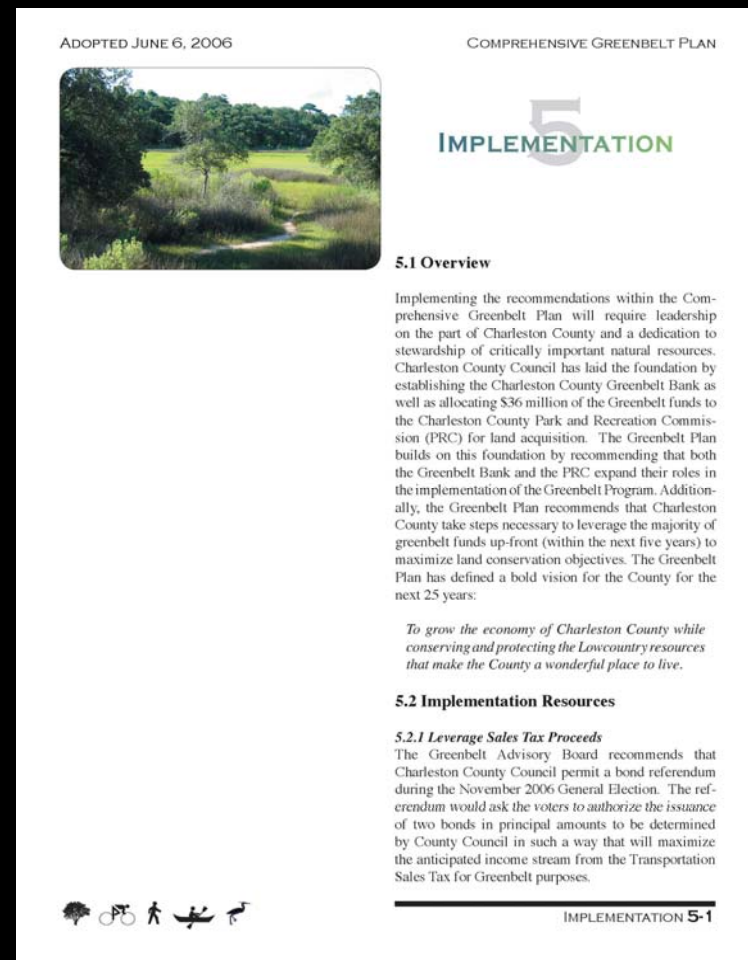 ADOPTED JUNE 6, 2006
COMPREHENSIVE GREENBELT PLAN
5
IMPLEMENTATION
5.1 Overview
Implementing the recommendations within the Com-
prehensive Greenbelt Plan will require leadership
on the part of Charleston County and a dedication to
stewardship of critically important natural resources.
Charleston County Council has laid the foundation by
establishing the Charleston County Greenbelt Bank as
well as allocating $36 million of the Greenbelt funds to
the Charleston County Park and Recreation Commis-
sion (PRC) for land acquisition. The Greenbelt Plan
builds on this foundation by recommending that both
the Greenbelt Bank and the PRC expand their roles in
the implementation of the Greenbelt Program. Addition-
ally, the Greenbelt Plan recommends that Charleston
County take steps necessary to leverage the majority of
greenbelt funds up-front (within the next five years) to
maximize land conservation objectives. The Greenbelt
Plan has defined a bold vision for the County for the
next 25 years:
To grow the economy of Charleston County while
conserving and protecting the Lowcountry resources
that make the County a wonderful place to live.
5.2 Implementation Resources
5.2.1 Leverage Sales Tax Proceeds
The Greenbelt Advisory Board recommends that
Charleston County Council permit a bond referendum
during the November 2006 General Election. The ref-
erendum would ask the voters to authorize the issuance
of two bonds in principal amounts to be determined
by County Council in such a way that will maximize
the anticipated income stream from the Transportation
Sales Tax for Greenbelt purposes.
IMPLEMENTATION 5-1